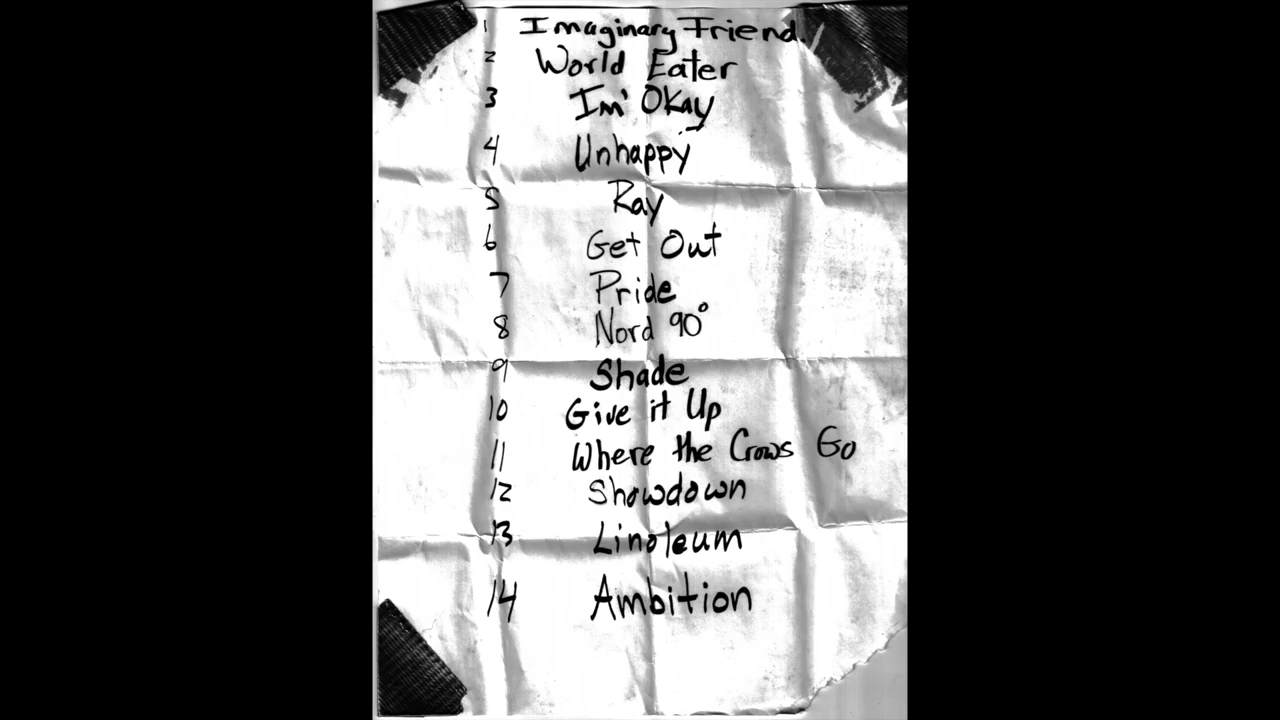 1 Imaginary Friend.
2 World Eater
3 Im' Okay
4 Unhappy
5 Ray
6 Get Out
7 Pride
8 Nord 90°
9 Shade
10 Give it Up
11 Where the Crows Go
12 Showdown
13 Linoleum
14 Ambition